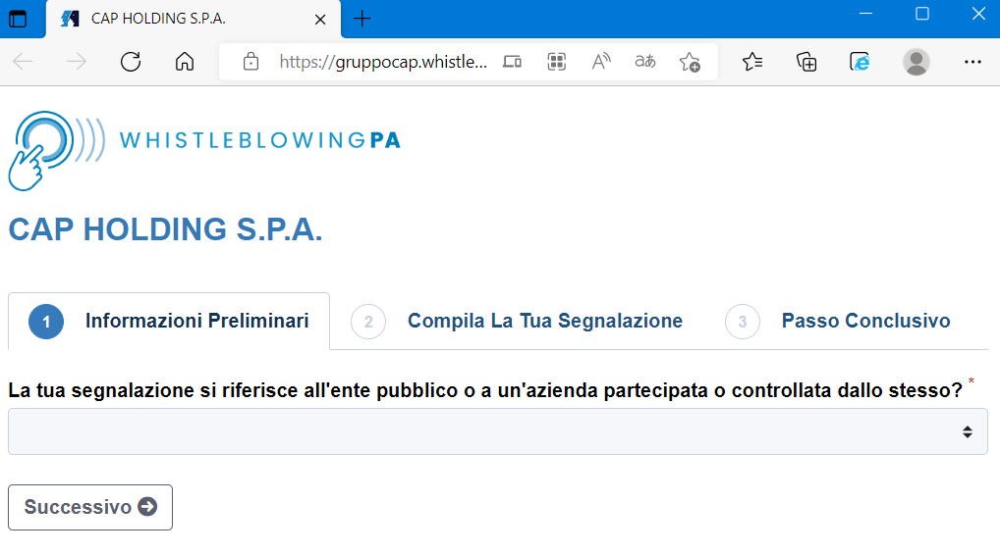 CAP HOLDING S.P.A.
https://gruppocap.whistle...
WHISTLEBLOWINGPA
CAP HOLDING S.P.A.
1 Informazioni Preliminari 2 Compila La Tua Segnalazione 3 Passo Conclusivo
La tua segnalazione si riferisce all'ente pubblico o a un'azienda partecipata o controllata dallo stesso? *
Successivo